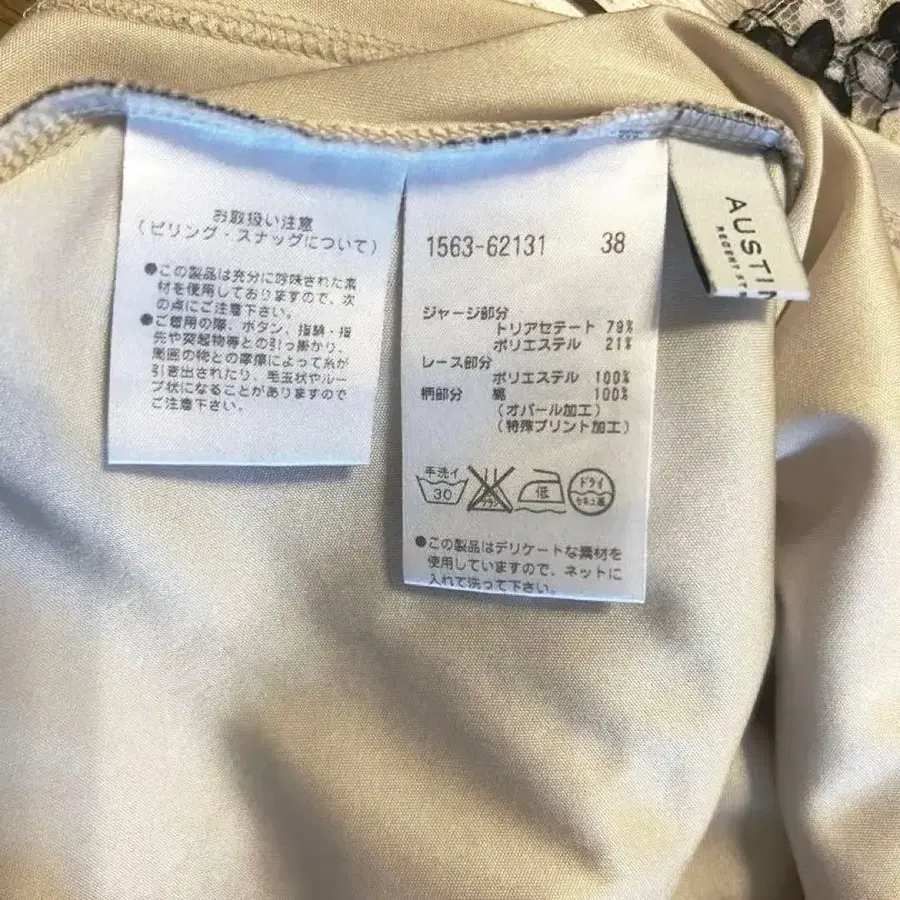 お取扱い注意
(ピリング・スナッグについて)
●この製品は充分に吟味された素
材を使用しておりますので、次
の点にご注意下さい。
●ご着用の際、ボタン、指輪・指
先や突起物等との引っ掛かり、
周囲の物との摩擦によって糸が
引き出されたり、毛玉状やルー
プ状になることがありますので
ご注意下さい。
1563-62131 38
ジャージ部分
トリアセテート 79%
ポリエステル 21%
レース部分
ポリエステル 100%
柄部分 綿 100%
(オパール加工)
(特殊プリント加工)
手洗イ
30
低
ドライ
セキユ系
●この製品はデリケートな素材を
使用していますので、ネットに
入れて洗って下さい。
AUSTIN
REGENT ST